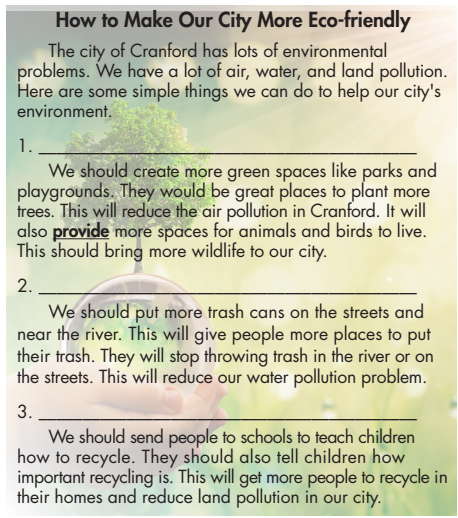 How to Make Our City More Eco-friendly
The city of Cranford has lots of environmental
problems. We have a lot of air, water, and land pollution.
Here are some simple things we can do to help our city's
environment.
1. ________________________________________
We should create more green spaces like parks and
playgrounds. They would be great places to plant more
trees. This will reduce the air pollution in Cranford. It will
also provide more spaces for animals and birds to live.
This should bring more wildlife to our city.
2. ________________________________________
We should put more trash cans on the streets and
near the river. This will give people more places to put
their trash. They will stop throwing trash in the river or on
the streets. This will reduce our water pollution problem.
3. ________________________________________
We should send people to schools to teach children
how to recycle. They should also tell children how
important recycling is. This will get more people to recycle in
their homes and reduce land pollution in our city.